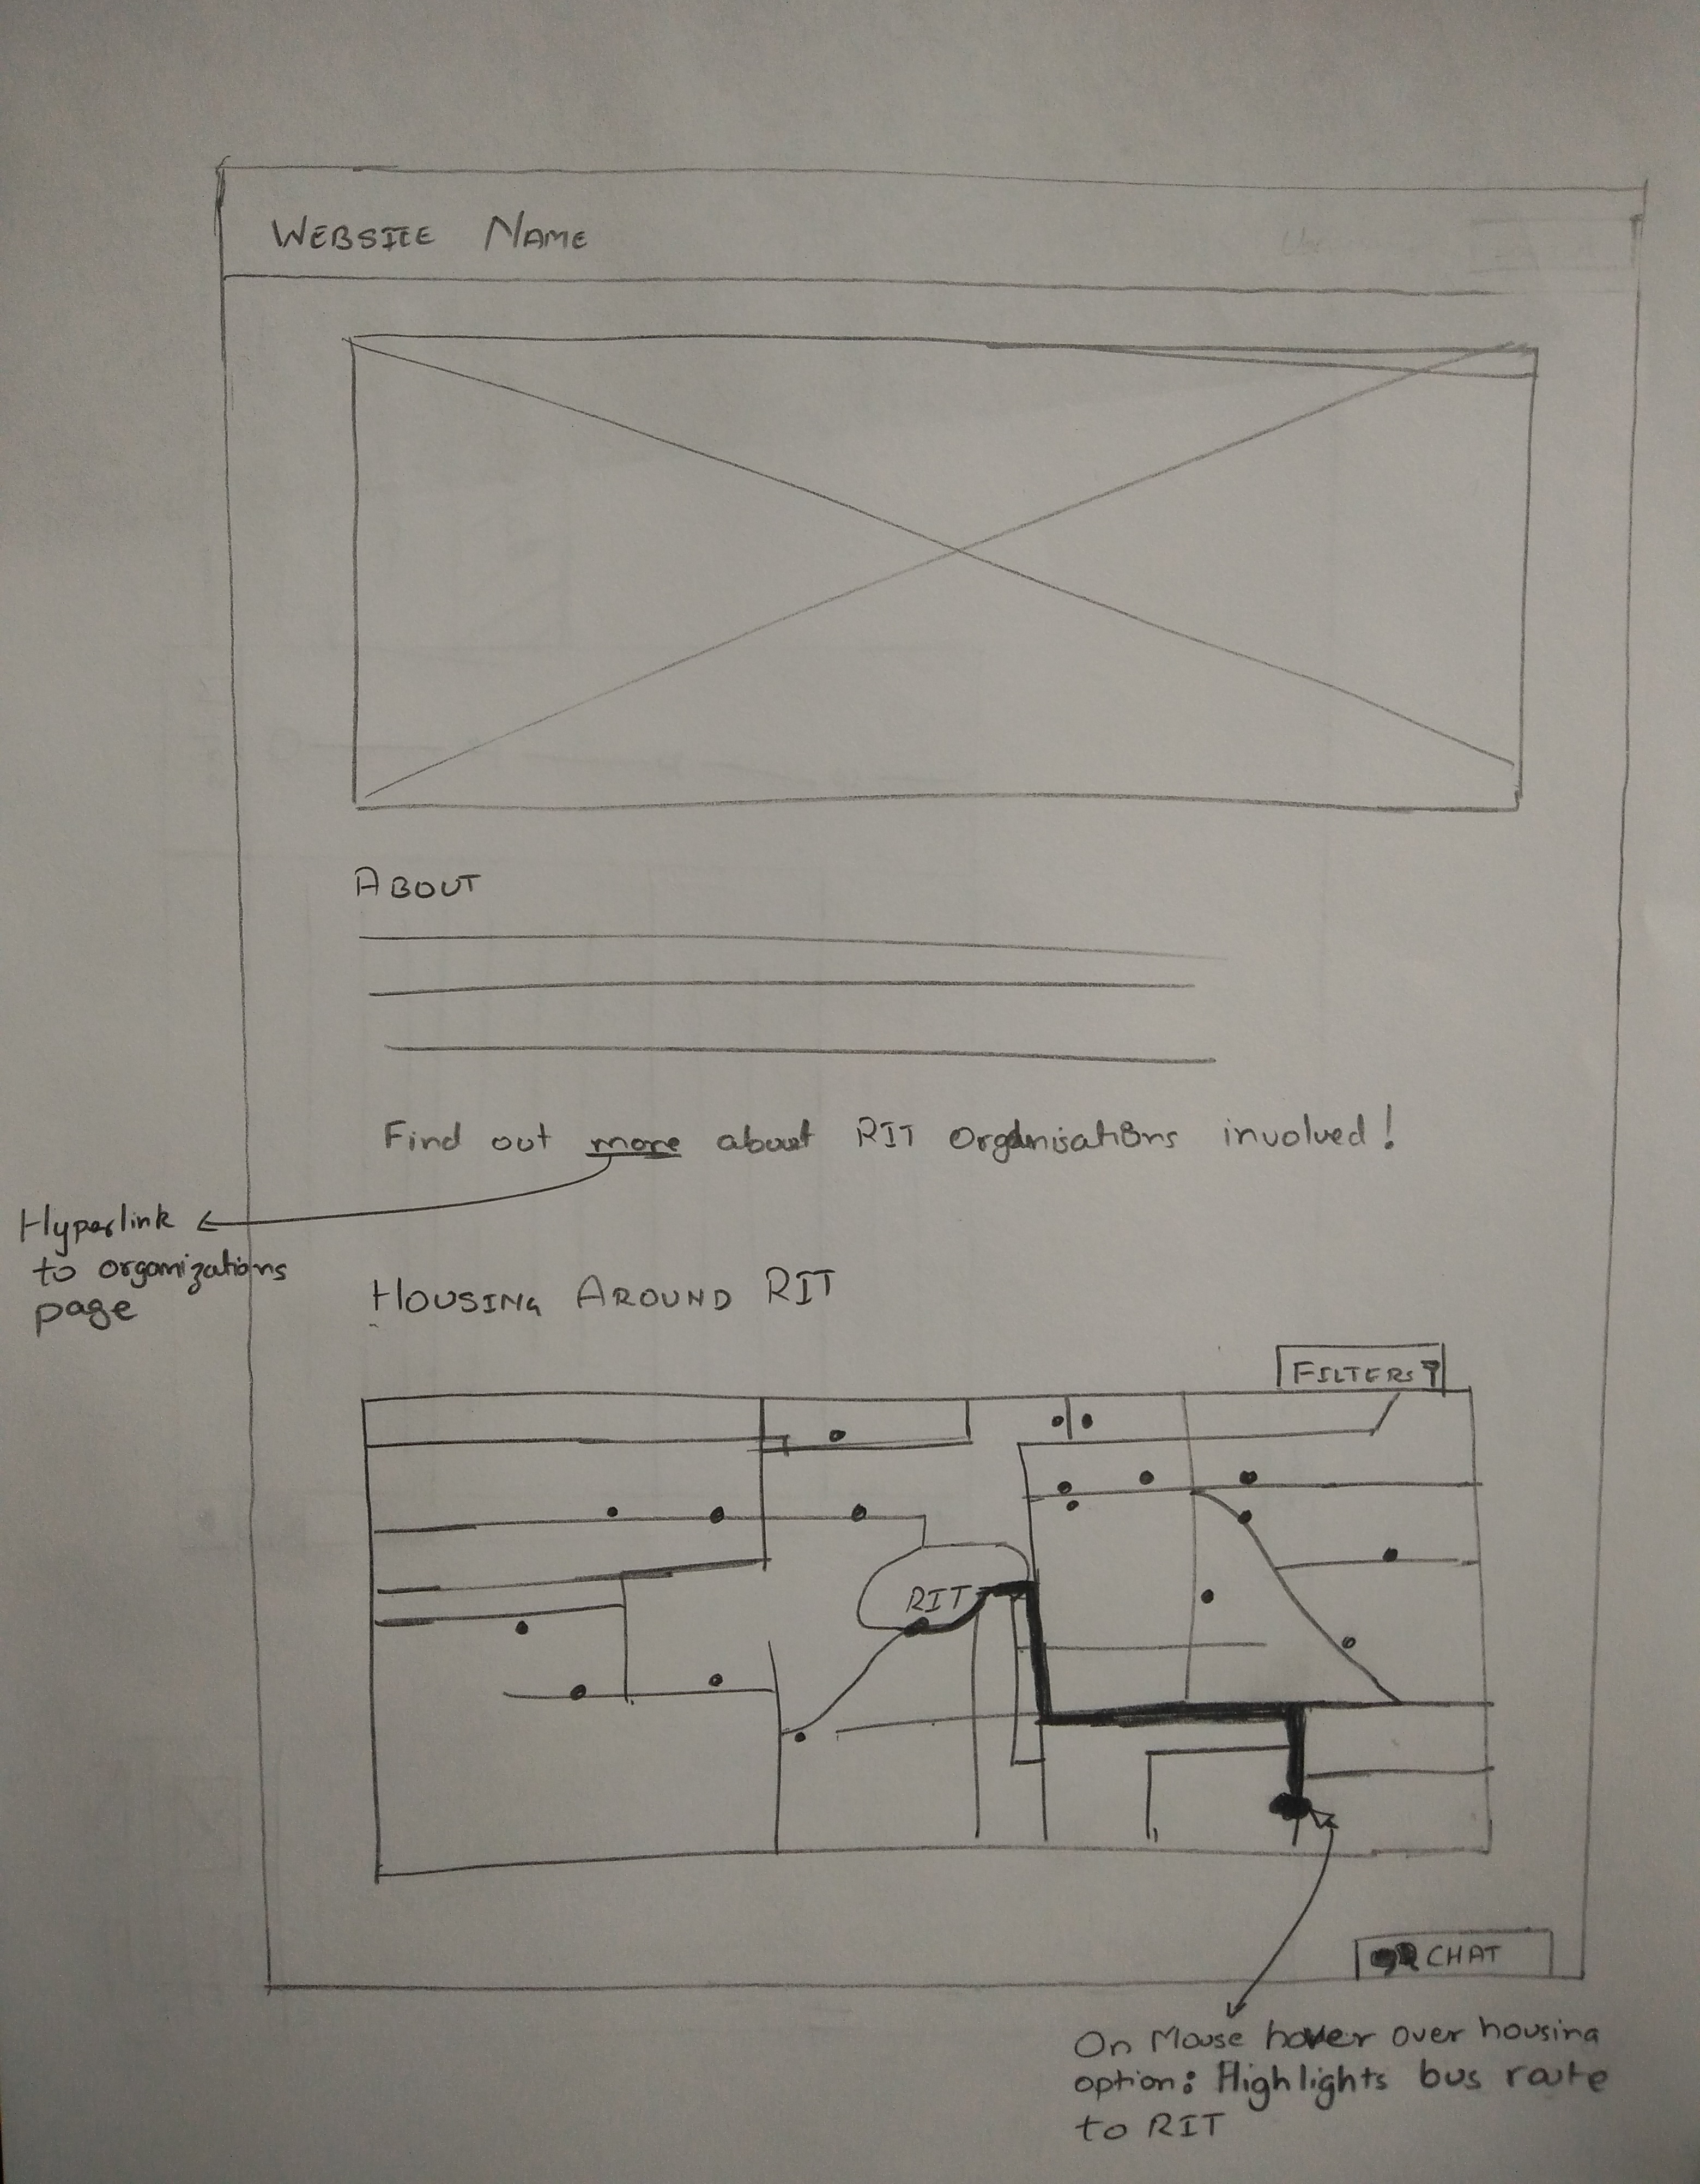 WEBSITE NAME
ABOUT
Find out more about RIT Organisations involved!
Hyperlink
to organizations
page
HOUSING AROUND RIT
FILTERS
RIT
CHAT
On Mouse hover over housing
option: Highlights bus route
to RIT